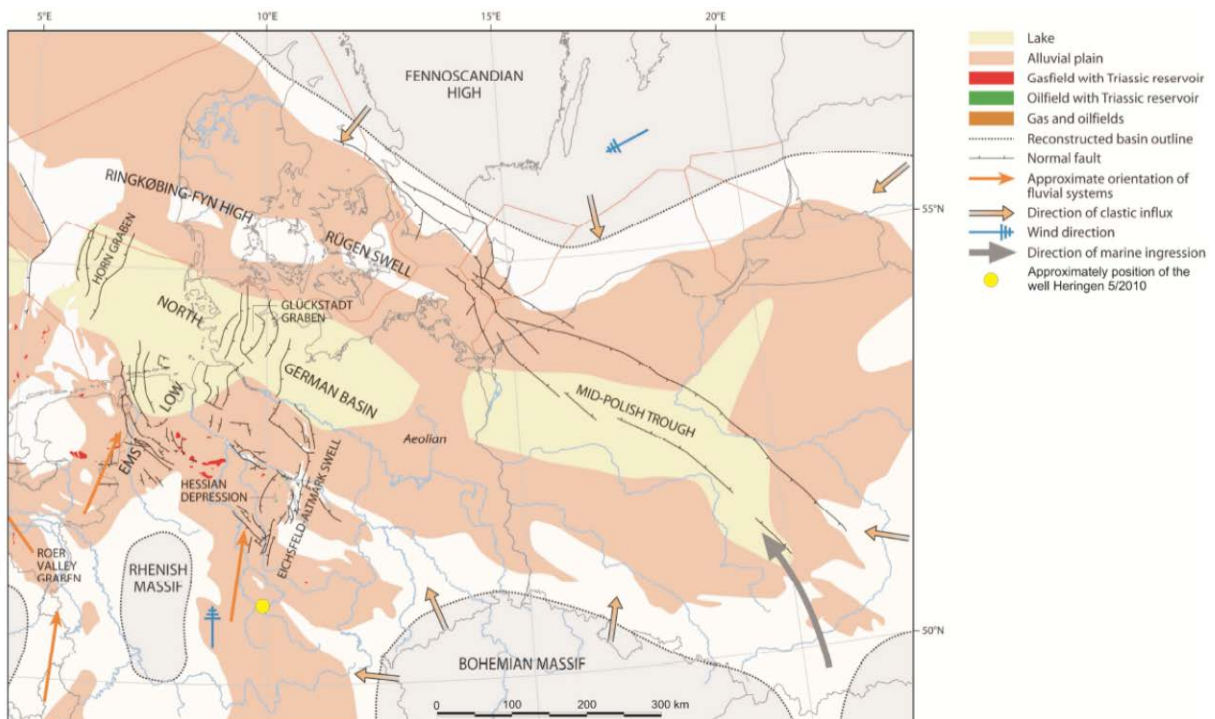 5°E
10°E
15°E
20°E
FENNOSCANDIAN
HIGH
RINGKØBING-FYN HIGH
55°N
RÜGEN SWELL
HORN GRABEN
NORTH
GLÜCKSTADT
GRABEN
GERMAN BASIN
LOW
MID-POLISH TROUGH
Aeolian
EMS
HESSIAN
DEPRESSION
EICHSFELD-ALTMARK SWELL
ROER
VALLEY
GRABEN
RHENISH
MASSIF
50°N
BOHEMIAN MASSIF
0 100 200 300 km
Lake
Alluvial plain
Gasfield with Triassic reservoir
Oilfield with Triassic reservoir
Gas and oilfields
Reconstructed basin outline
Normal fault
Approximate orientation of
fluvial systems
Direction of clastic influx
Wind direction
Direction of marine ingression
Approximately position of the
well Heringen 5/2010